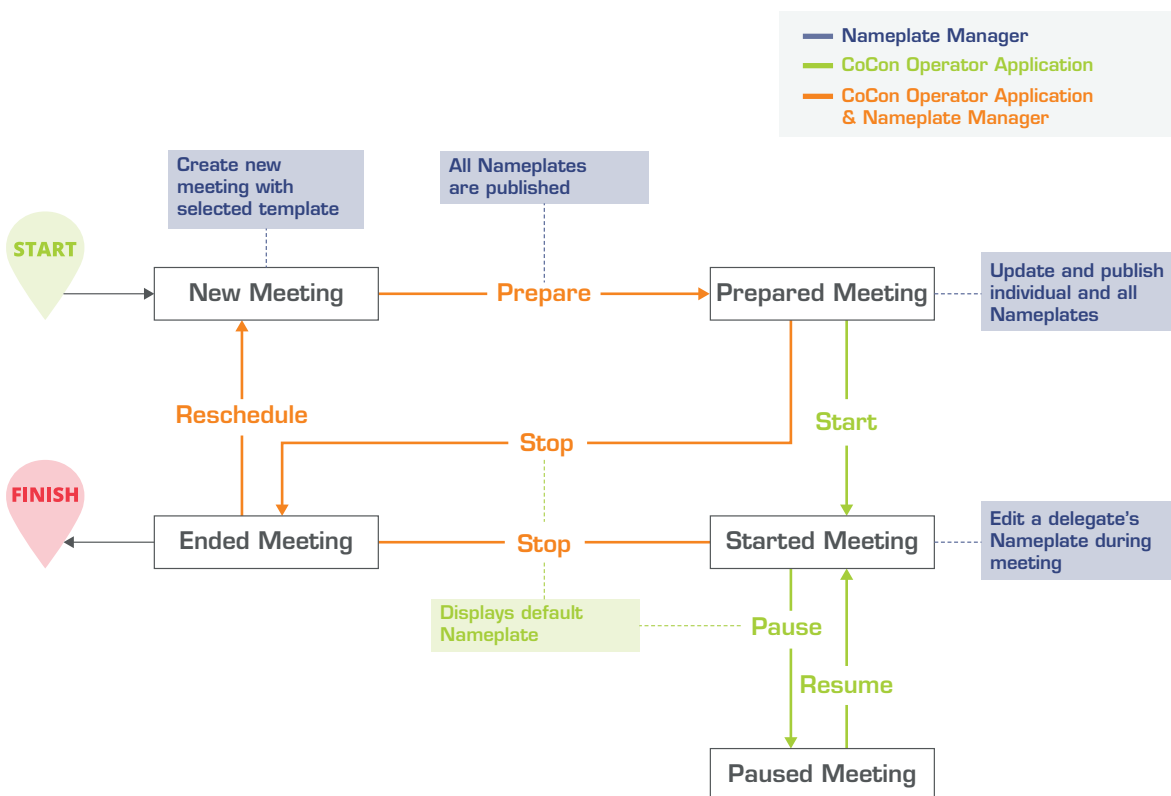 Nameplate Manager
CoCon Operator Application
CoCon Operator Application
& Nameplate Manager
Create new
meeting with
selected template
All Nameplates
are published
START
New Meeting
Prepare
Prepared Meeting
Update and publish
individual and all
Nameplates
Reschedule
Stop
Start
FINISH
Ended Meeting
Stop
Started Meeting
Edit a delegate's
Nameplate during
meeting
Displays default
Nameplate
Pause
Resume
Paused Meeting